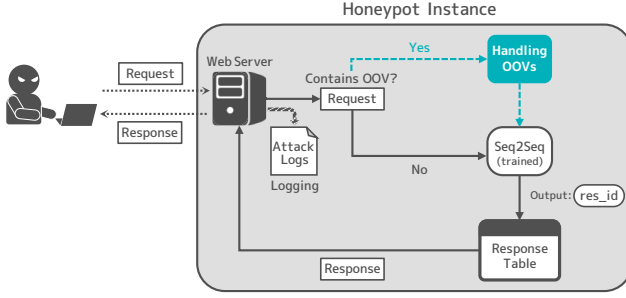 Honeypot Instance
Yes
Handling
OOVs
Web Server
Request
Contains OOV?
Request
Response
Attack
Logs
Logging
Seq2Seq
(trained)
No
Output: res_id
Response
Table
Response